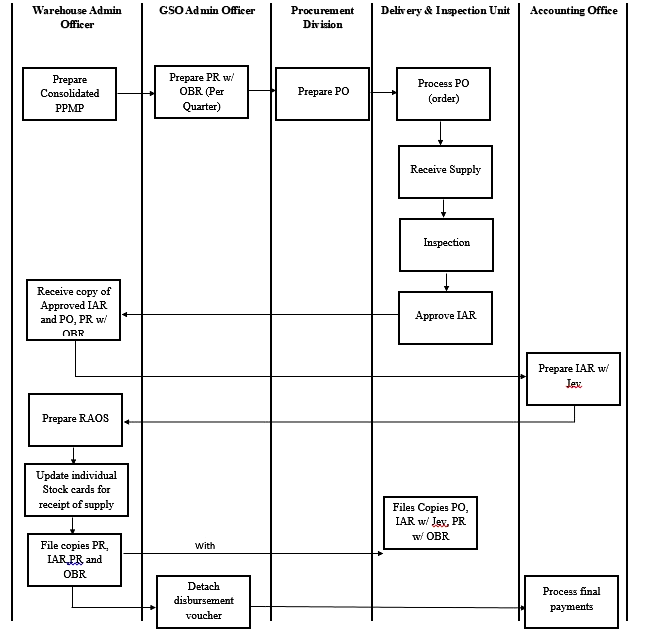 Warehouse Admin
Officer
GSO Admin Officer
Procurement
Division
Delivery & Inspection Unit
Accounting Office
Prepare
Consolidated
PPMP
Prepare PR w/
OBR (Per
Quarter)
Prepare PO
Process PO
(order)
Receive Supply
Inspection
Receive copy of
Approved IAR
and PO, PR w/
OBR
Approve IAR
Prepare IAR w/
Jev
Prepare RAOS
Update individual
Stock cards for
receipt of supply
Files Copies PO,
IAR w/ Jev, PR
w/ OBR
File copies PR,
IAR,PR and
OBR
With
Detach
disbursement
voucher
Process final
payments